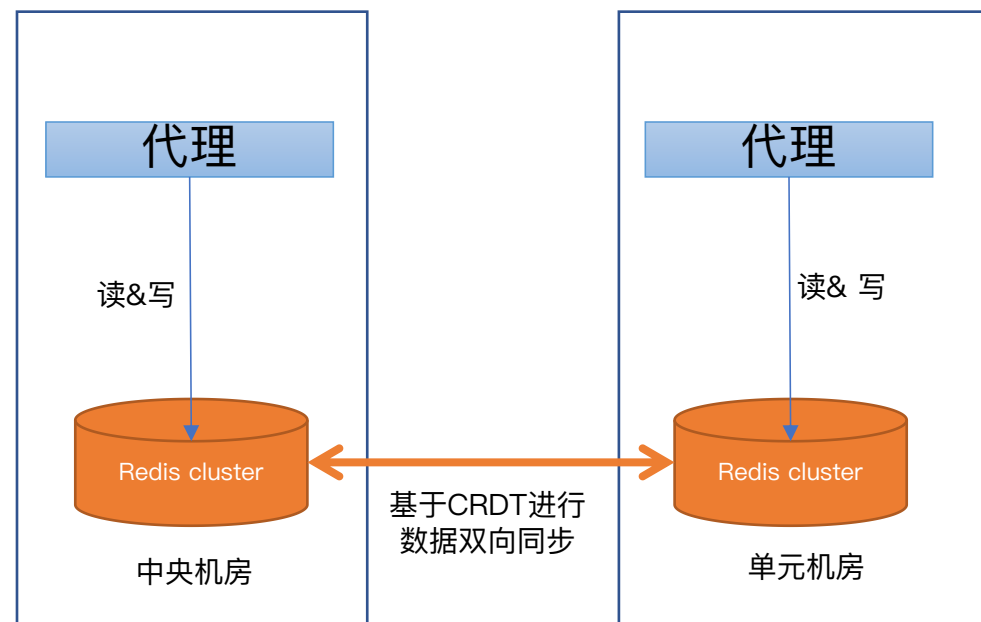 代理
代理
读&写
读& 写
Redis cluster
Redis cluster
基于CRDT进行
数据双向同步
中央机房
单元机房